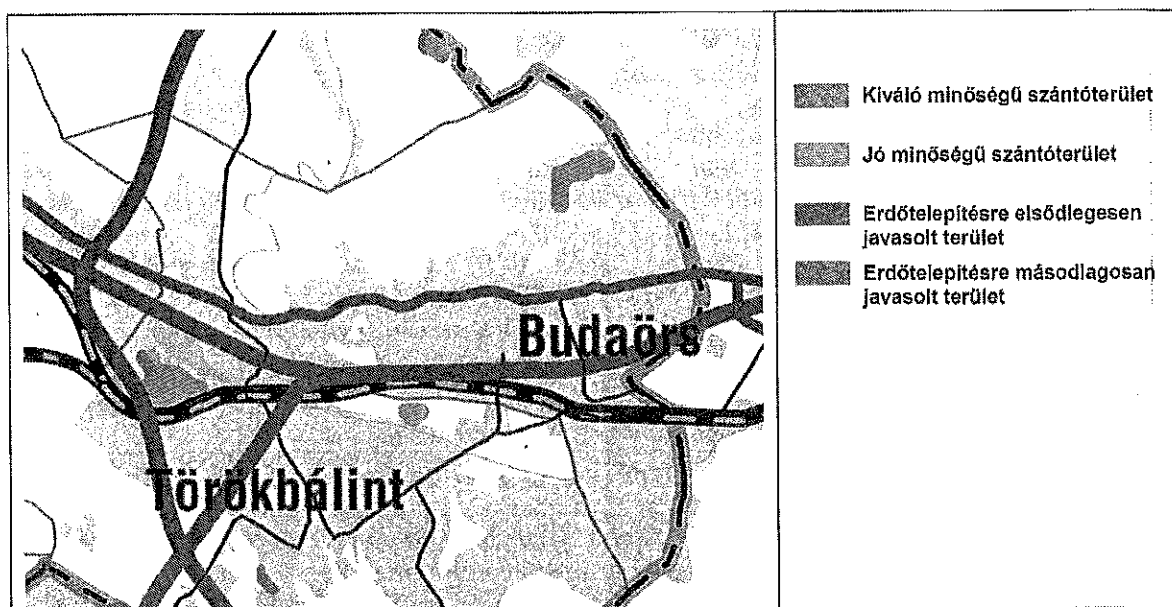 Budaörs
Törökbálint
Kiváló minőségű szántóterület
Jó minőségű szántóterület
Erdőtelepítésre elsődlegesen
javasolt terület
Erdőtelepítésre másodlagosan
javasolt terület